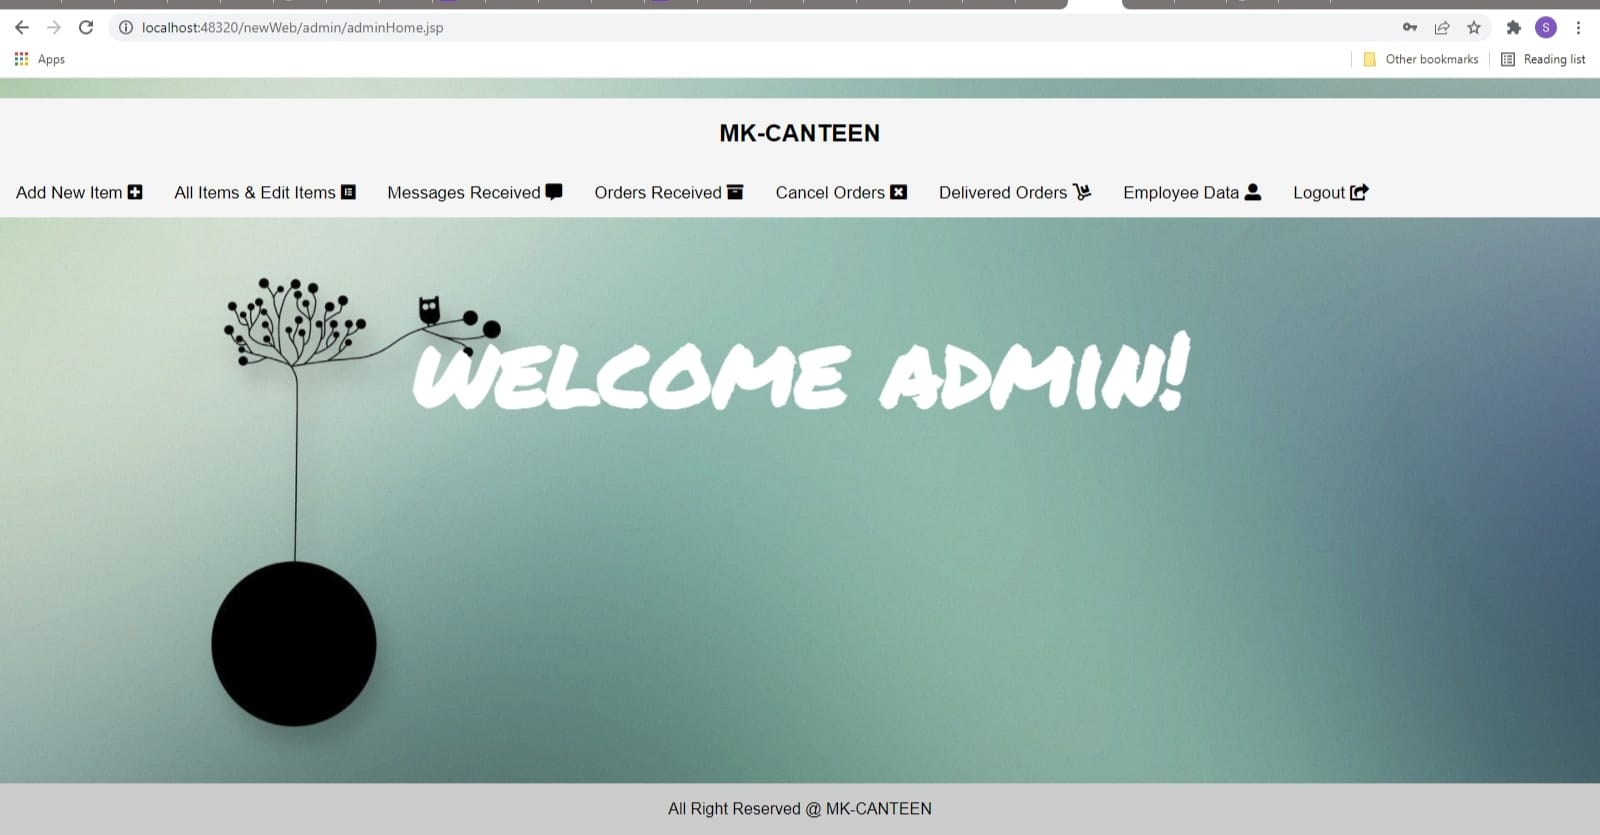 localhost:48320/newWeb/admin/adminHome.jsp
S
Apps
Other bookmarks
Reading list
MK-CANTEEN
Add New Item
All Items & Edit Items
Messages Received
Orders Received
Cancel Orders
Delivered Orders
Employee Data
Logout
WELCOME ADMIN!
All Right Reserved @ MK-CANTEEN